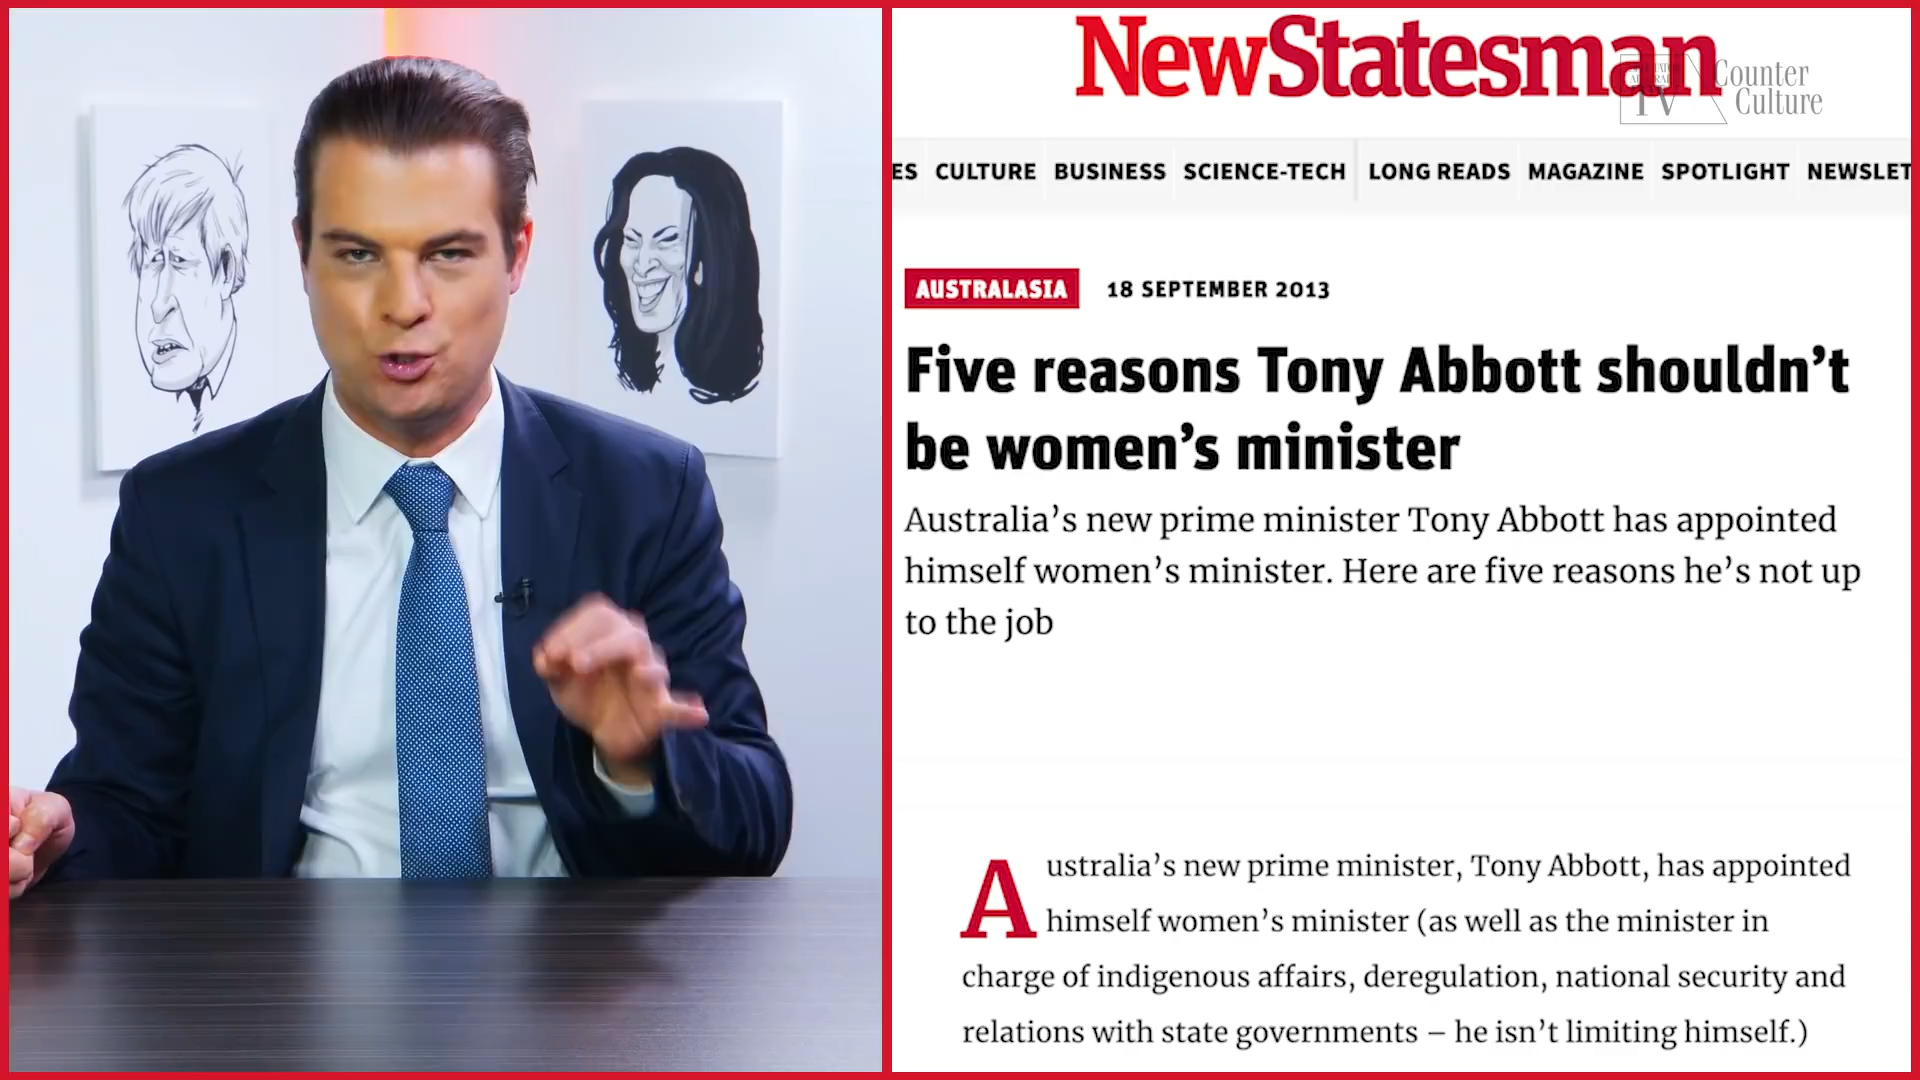 NewStatesman
TV
Counter
Culture
ES CULTURE BUSINESS SCIENCE-TECH LONG READS MAGAZINE SPOTLIGHT NEWSLET
AUSTRALASIA 18 SEPTEMBER 2013
Five reasons Tony Abbott shouldn’t
be women’s minister
Australia’s new prime minister Tony Abbott has appointed
himself women’s minister. Here are five reasons he’s not up
to the job
Australia’s new prime minister, Tony Abbott, has appointed
himself women’s minister (as well as the minister in
charge of indigenous affairs, deregulation, national security and
relations with state governments – he isn’t limiting himself.)